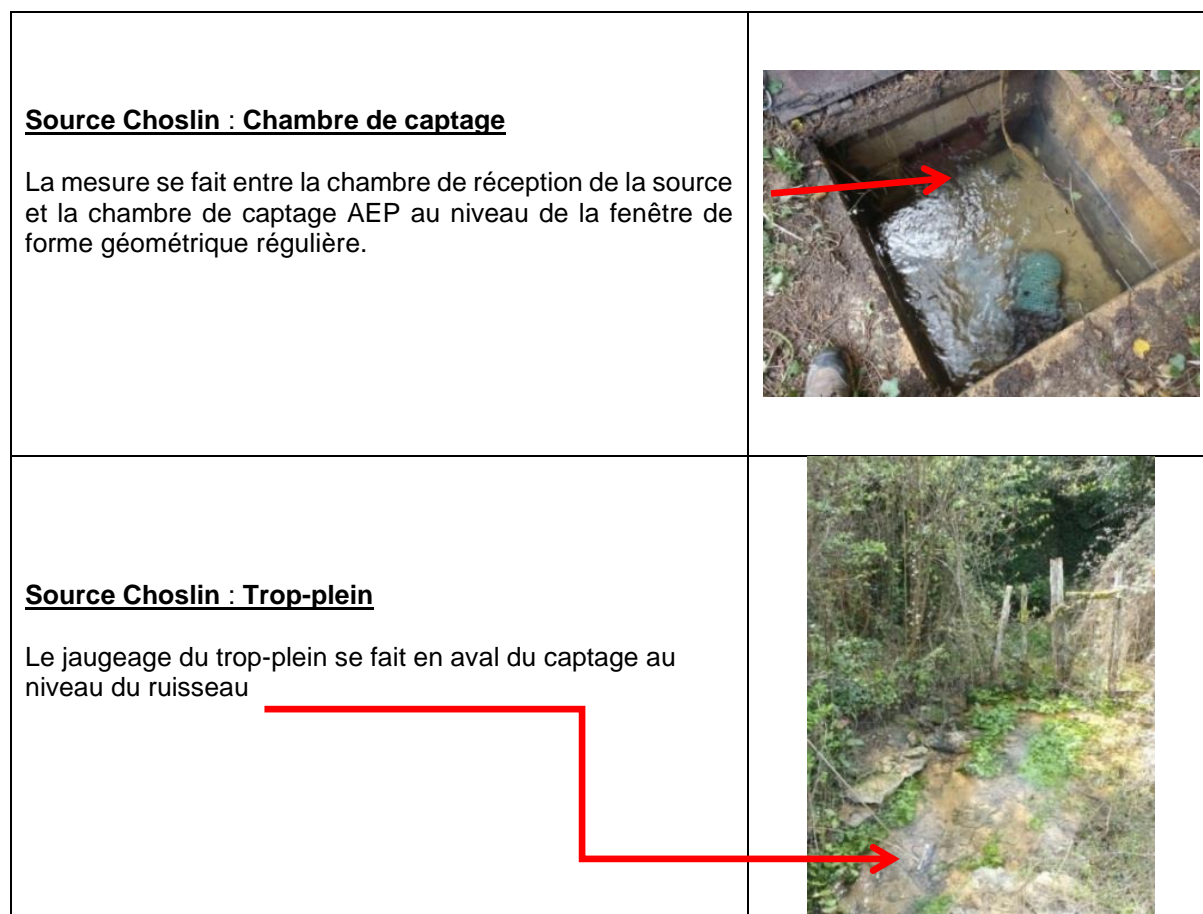 Source Choslin : Chambre de captage
La mesure se fait entre la chambre de réception de la source
et la chambre de captage AEP au niveau de la fenêtre de
forme géométrique régulière.
Source Choslin : Trop-plein
Le jaugeage du trop-plein se fait en aval du captage au
niveau du ruisseau